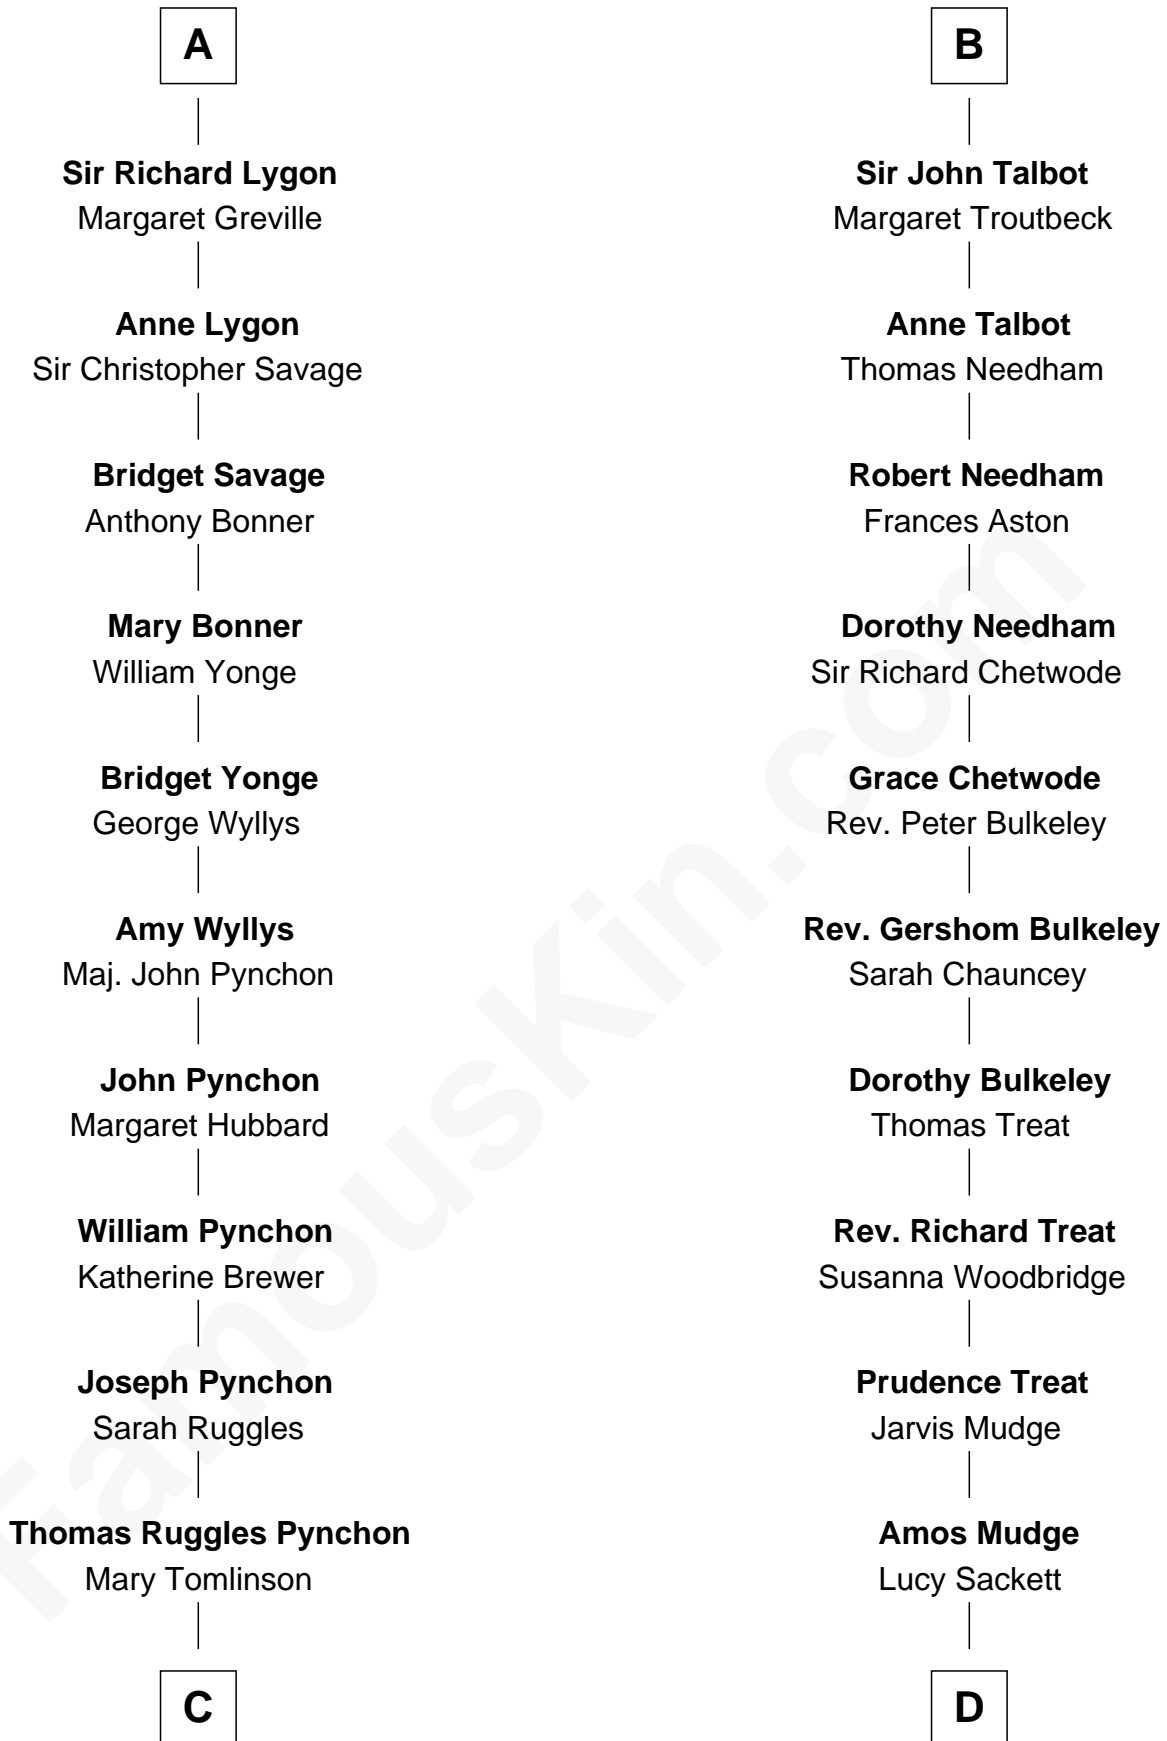 A
Sir Richard Lygon
Margaret Greville
Anne Lygon
Sir Christopher Savage
Bridget Savage
Anthony Bonner
Mary Bonner
William Yonge
Bridget Yonge
George Wyllys
Amy Wyllys
Maj. John Pynchon
John Pynchon
Margaret Hubbard
William Pynchon
Katherine Brewer
Joseph Pynchon
Sarah Ruggles
Thomas Ruggles Pynchon
Mary Tomlinson
C
B
Sir John Talbot
Margaret Troutbeck
Anne Talbot
Thomas Needham
Robert Needham
Frances Aston
Dorothy Needham
Sir Richard Chetwode
Grace Chetwode
Rev. Peter Bulkeley
Rev. Gershom Bulkeley
Sarah Chauncey
Dorothy Bulkeley
Thomas Treat
Rev. Richard Treat
Susanna Woodbridge
Prudence Treat
Jarvis Mudge
Amos Mudge
Lucy Sackett
D
FamousKin.com